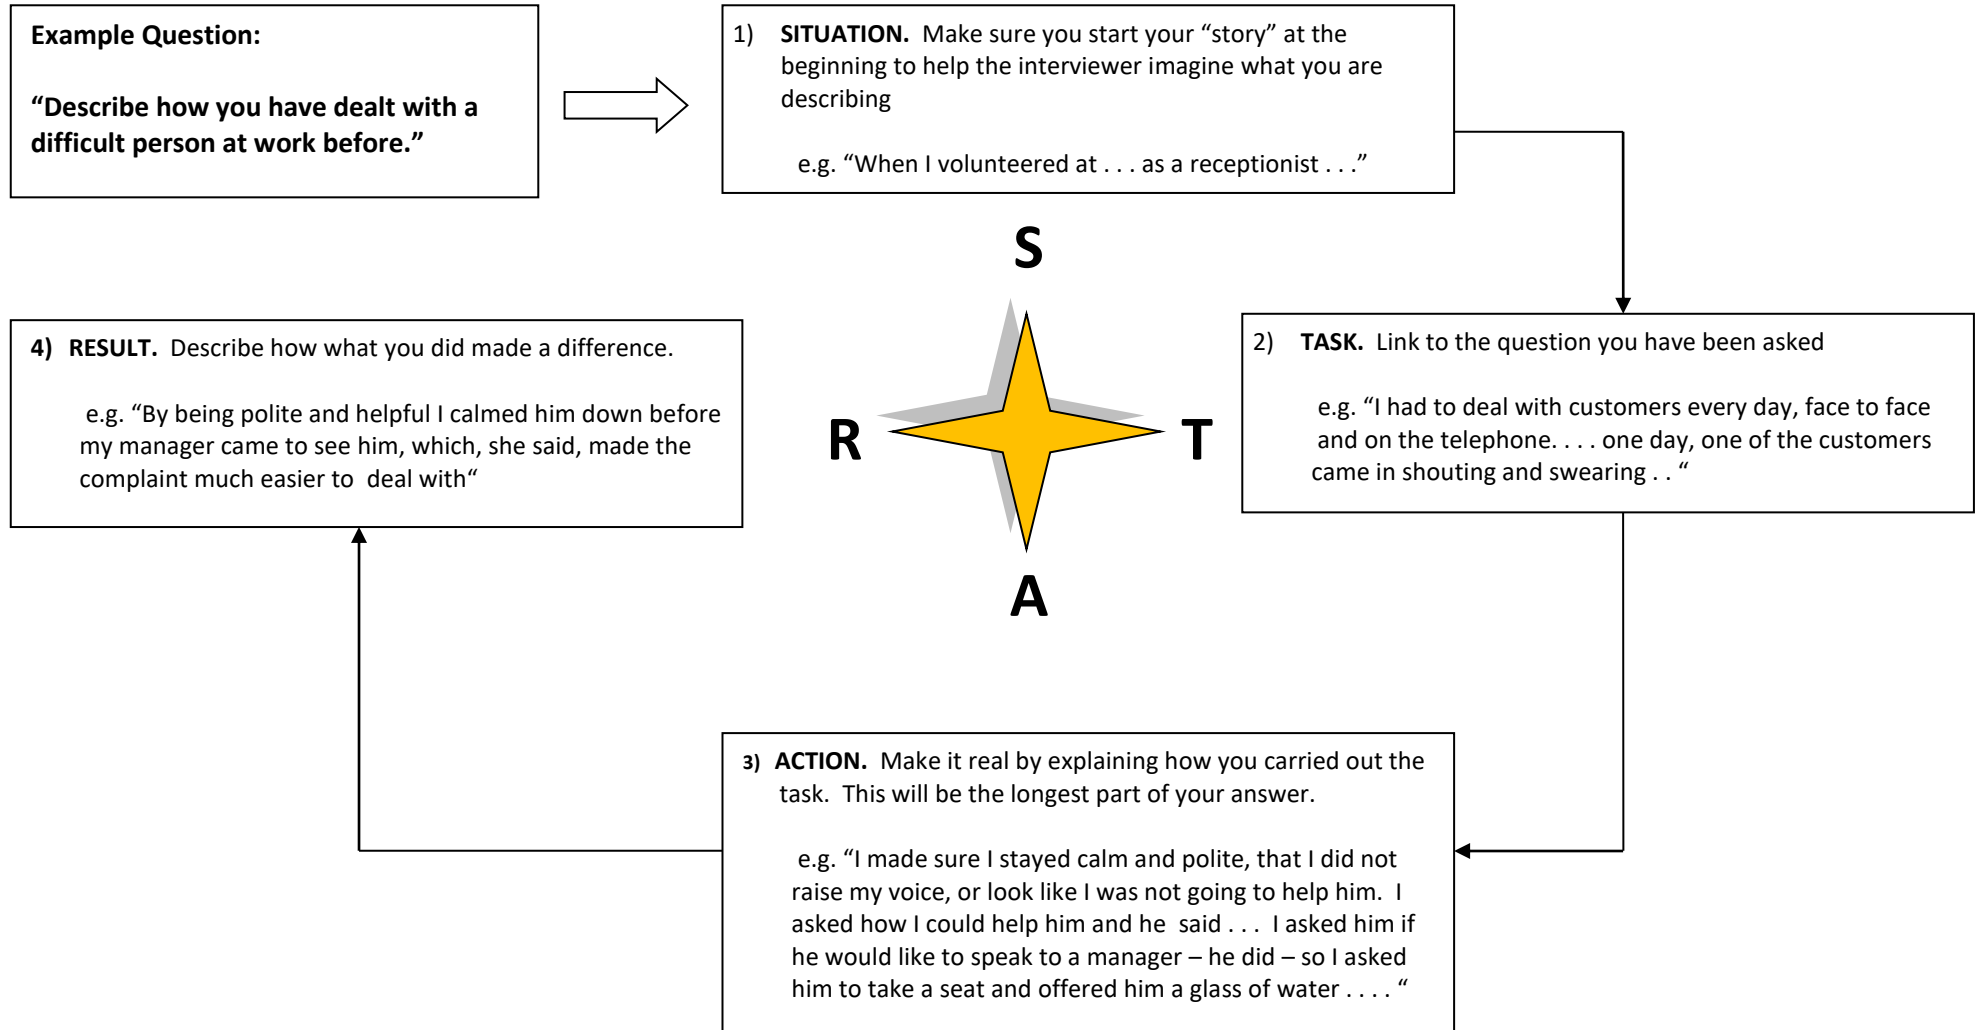 Example Question:
“Describe how you have dealt with a
difficult person at work before.”
1) SITUATION. Make sure you start your “story” at the
beginning to help the interviewer imagine what you are
describing
e.g. “When I volunteered at . . . as a receptionist . . .”
S
R
T
A
2) TASK. Link to the question you have been asked
e.g. “I had to deal with customers every day, face to face
and on the telephone. . . . one day, one of the customers
came in shouting and swearing . . “
3) ACTION. Make it real by explaining how you carried out the
task. This will be the longest part of your answer.
e.g. “I made sure I stayed calm and polite, that I did not
raise my voice, or look like I was not going to help him. I
asked how I could help him and he said . . . I asked him if
he would like to speak to a manager – he did – so I asked
him to take a seat and offered him a glass of water . . . . “
4) RESULT. Describe how what you did made a difference.
e.g. “By being polite and helpful I calmed him down before
my manager came to see him, which, she said, made the
complaint much easier to deal with“